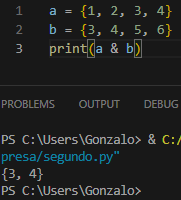 1 a = {1, 2, 3, 4}
2 b = {3, 4, 5, 6}
3 print(a & b)
PROBLEMS OUTPUT DEBUG
PS C:\Users\Gonzalo> & C:/
presa/segundo.py"
{3, 4}
PS C:\Users\Gonzalo>